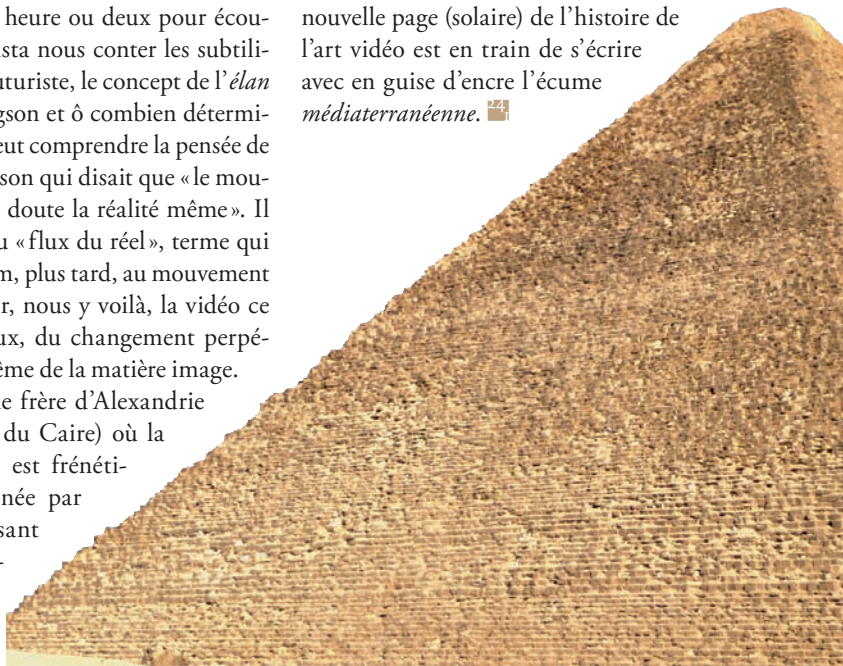 heure ou deux pour écou-
sta nous conter les subtili-
uturiste, le concept de l’élan
gson et ô combien détermi-
eut comprendre la pensée de
son qui disait que « le mou-
doute la réalité même ». Il
u « flux du réel », terme qui
m, plus tard, au mouvement
r, nous y voilà, la vidéo ce
ux, du changement perpé-
ême de la matière image.
e frère d’Alexandrie
du Caire) où la
est frénéti-
née par
sant
-
nouvelle page (solaire) de l’histoire de
l’art vidéo est en train de s’écrire
avec en guise d’encre l’écume
médiaterranéenne.